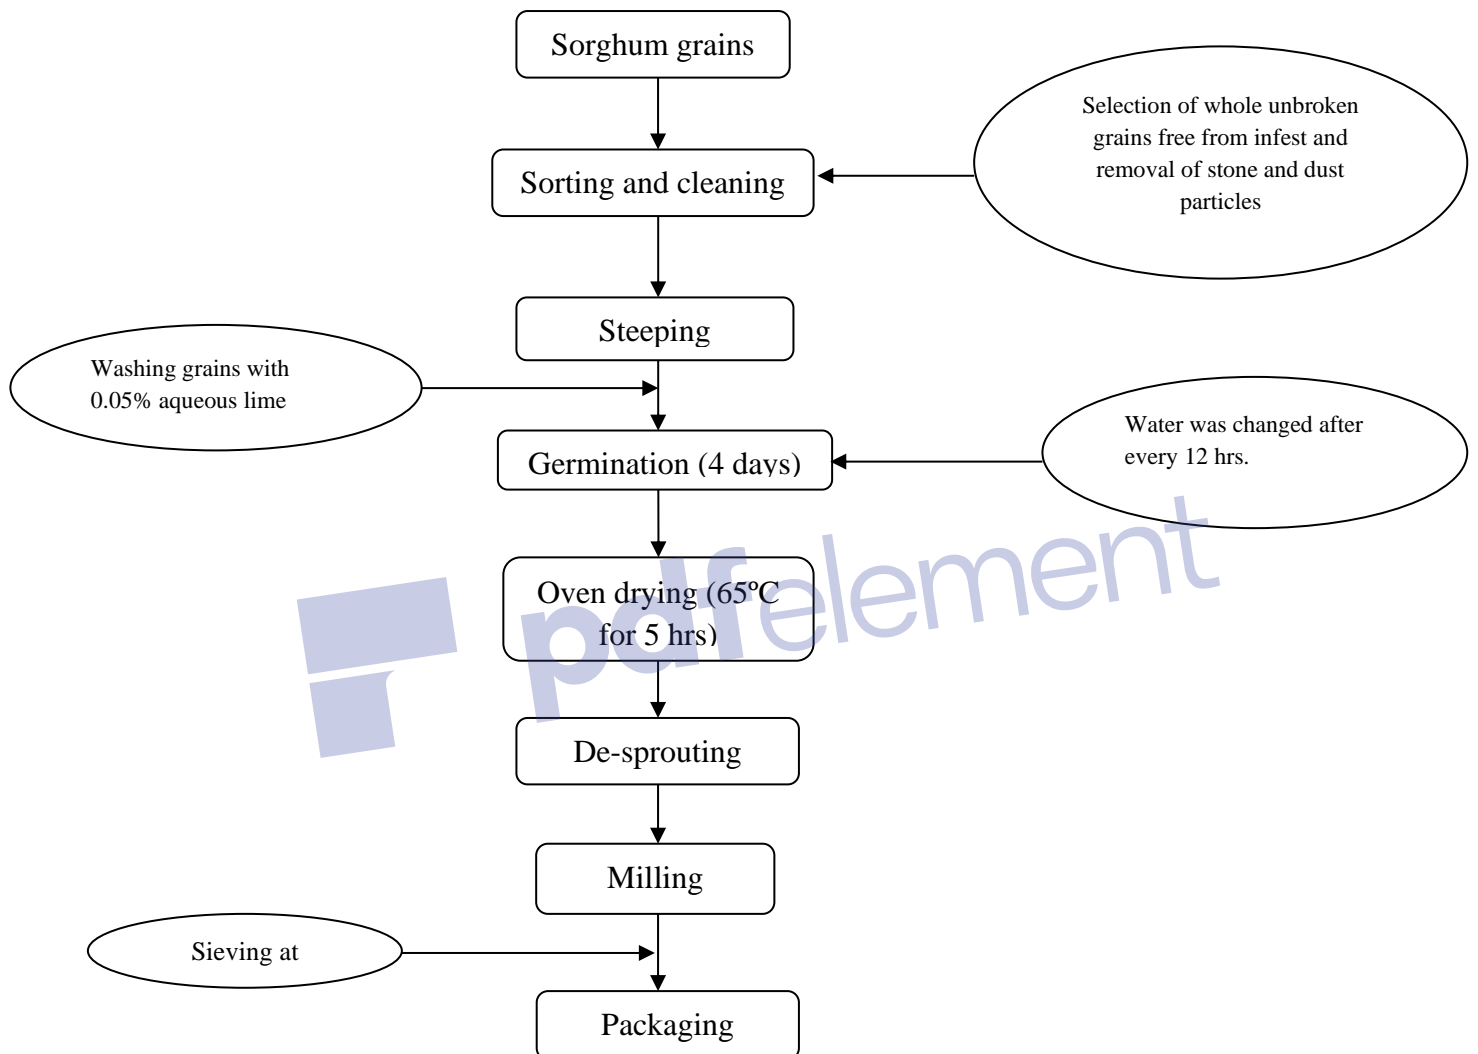 Sorghum grains
Selection of whole unbroken
grains free from infest and
removal of stone and dust
particles
Sorting and cleaning
Steeping
Washing grains with
0.05% aqueous lime
Water was changed after
every 12 hrs.
Germination (4 days)
Oven drying (65ºC
for 5 hrs)
pdfelement
De-sprouting
Milling
Sieving at
Packaging